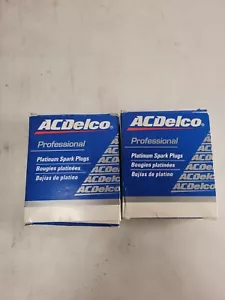 ACDelco
Professional
Platinum Spark Plugs
Bougies platinées
Bujías de platino
ACDelco
ACDelco
ACDelco
ACDelco
Professional
Platinum Spark Plugs
Bougies platinées
Bujías de platino
ACDelco
ACDelco
ACDelco